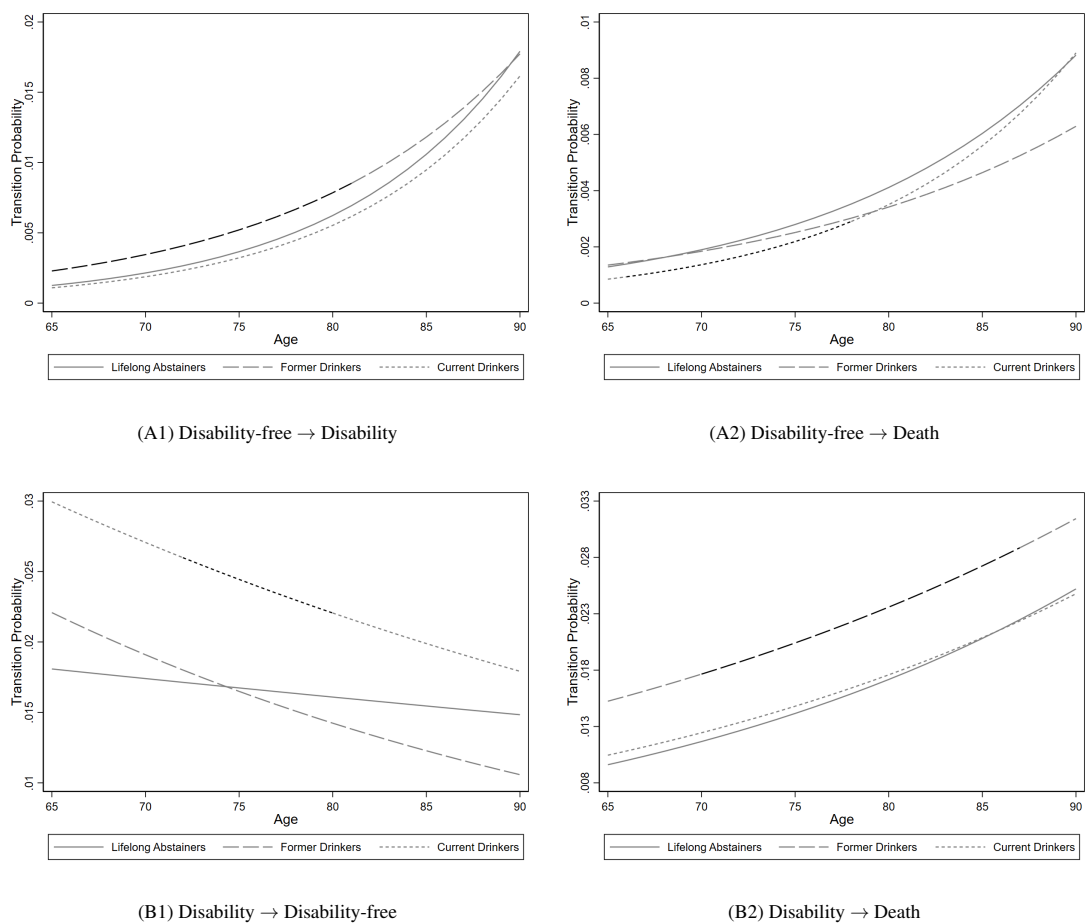 .02
.015
.01
.005
0
Transition Probability
65 70 75 80 85 90
Age
Lifelong Abstainers Former Drinkers Current Drinkers
(A1) Disability-free → Disability
.01
.008
.006
.004
.002
0
Transition Probability
65 70 75 80 85 90
Age
Lifelong Abstainers Former Drinkers Current Drinkers
(A2) Disability-free → Death
.03
.025
.02
.015
.01
Transition Probability
65 70 75 80 85 90
Age
Lifelong Abstainers Former Drinkers Current Drinkers
(B1) Disability → Disability-free
.033
.028
.023
.018
.013
.008
Transition Probability
65 70 75 80 85 90
Age
Lifelong Abstainers Former Drinkers Current Drinkers
(B2) Disability → Death